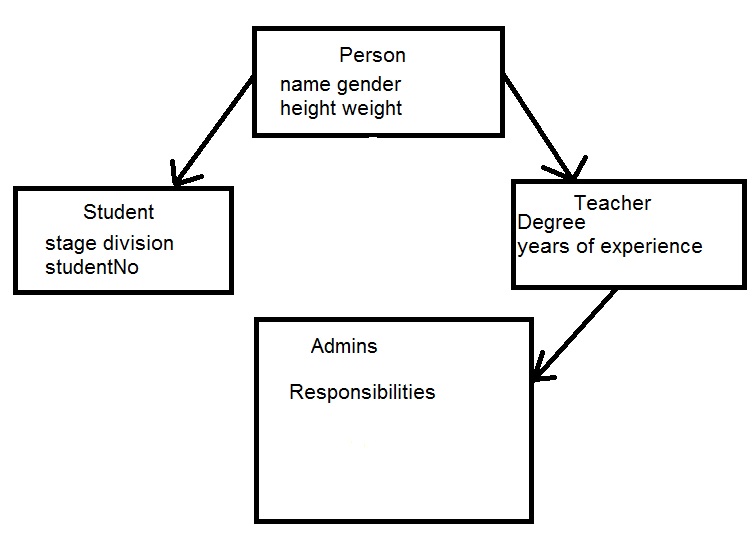 Person
name gender
height weight
Student
stage division
studentNo
Teacher
Degree
years of experience
Admins
Responsibilities